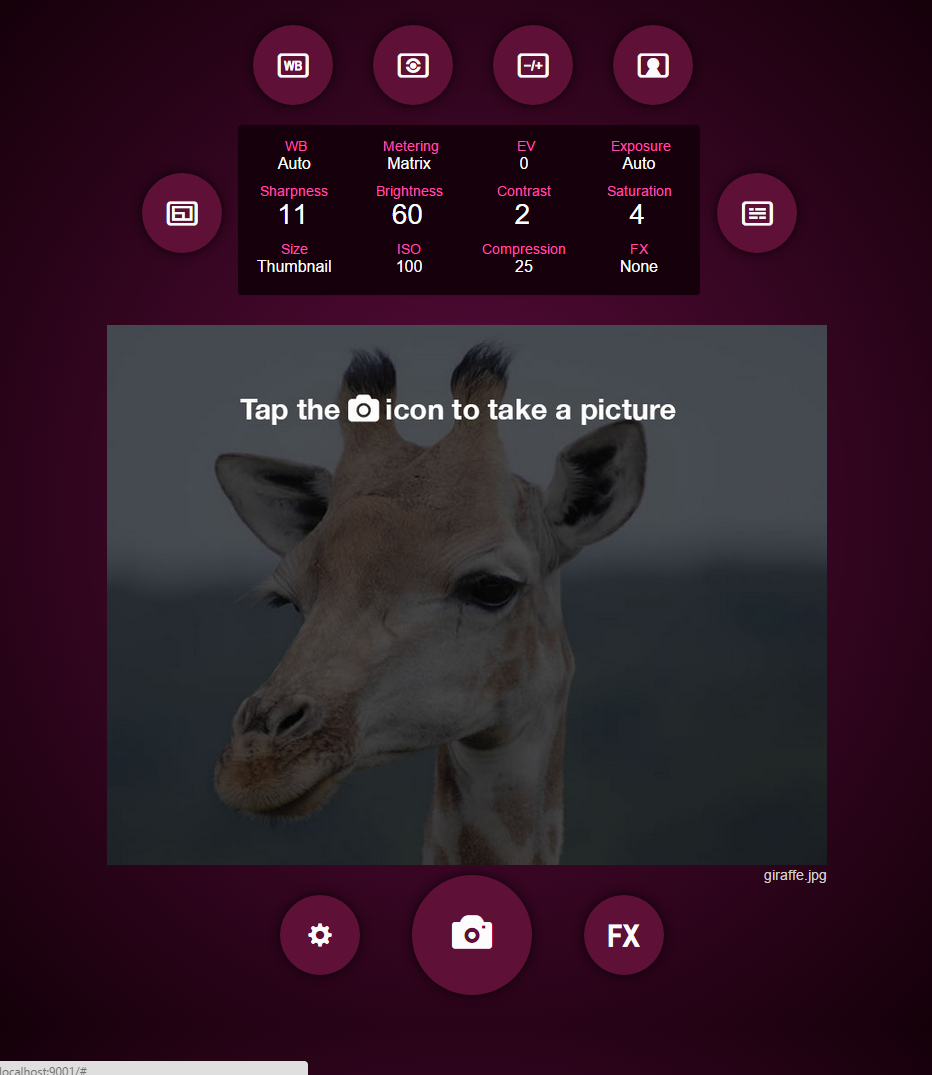 WB
-/+
WB Metering EV Exposure
Auto Matrix 0 Auto
Sharpness Brightness Contrast Saturation
11 60 2 4
Size ISO Compression FX
Thumbnail 100 25 None
Tap the icon to take a picture
giraffe.jpg
FX
localhost:9001/#